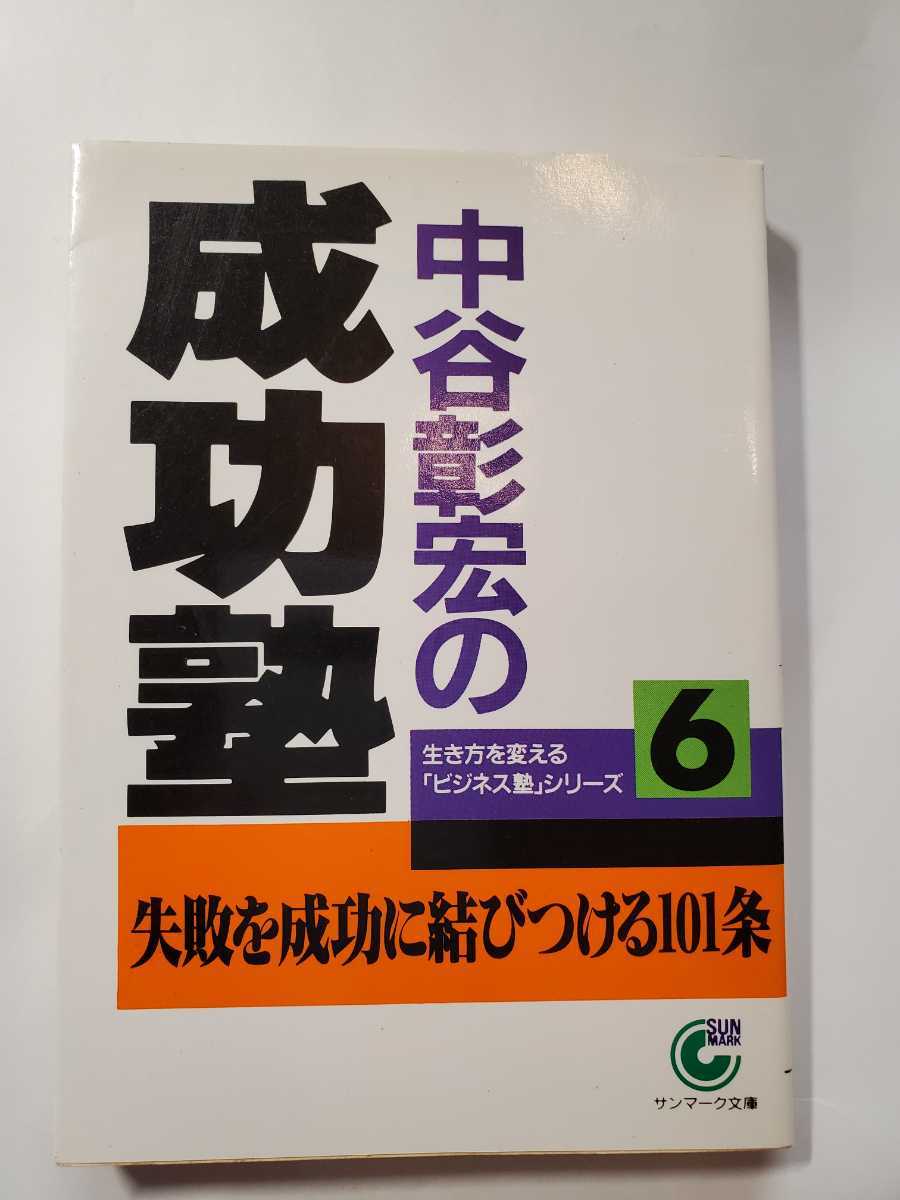 中谷彰宏の
成功塾
生き方を変える
「ビジネス塾」シリーズ
6
失敗を成功に結びつける101条
SUN
MARK
サンマーク文庫